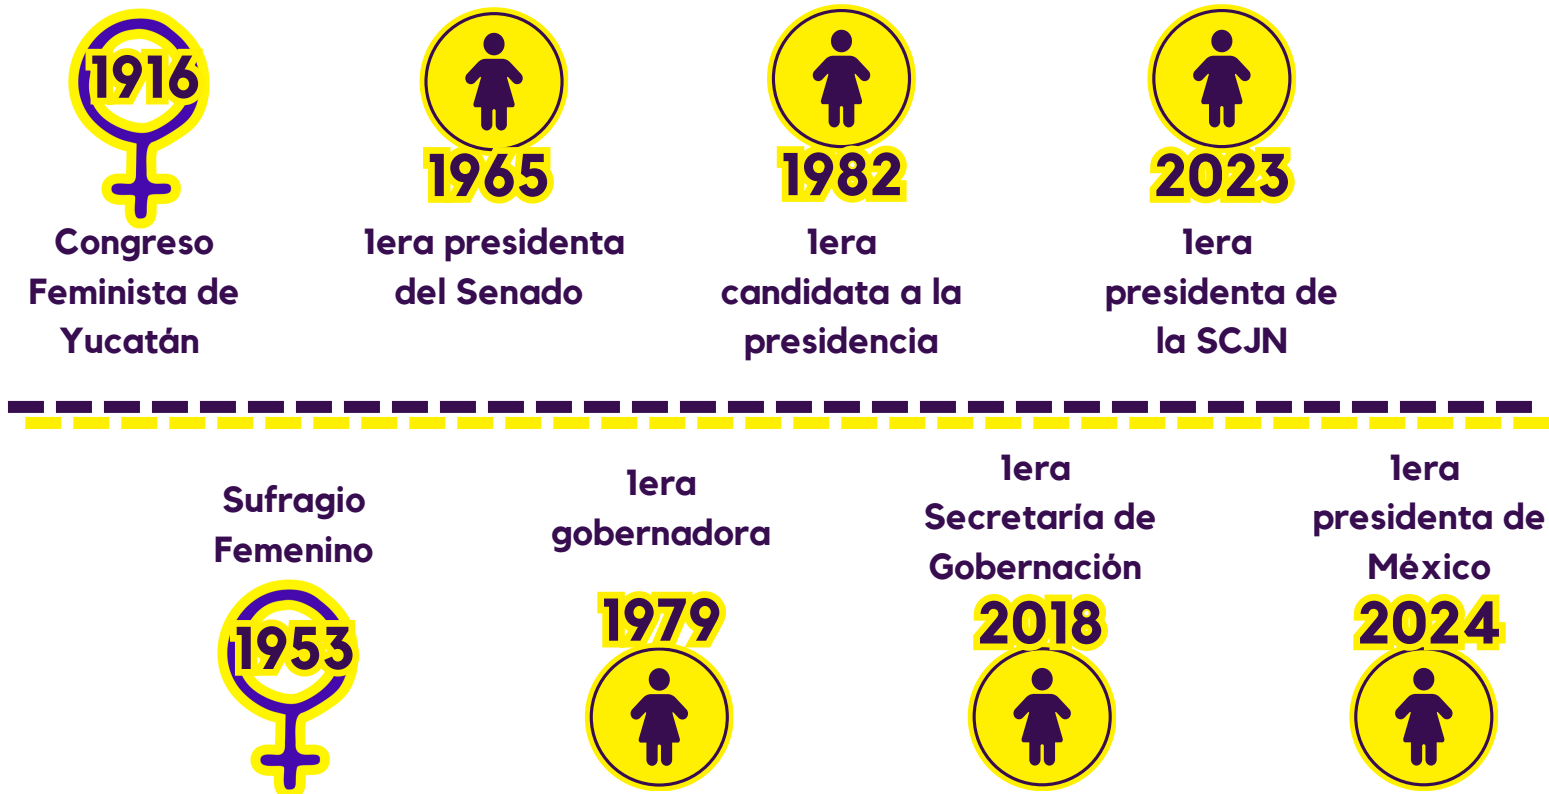 1916
Congreso
Feminista de
Yucatán
1965
1era presidenta
del Senado
1982
1era
candidata a la
presidencia
2023
1era
presidenta de
la SCJN
Sufragio
Femenino
1953
1era
gobernadora
1979
1era
Secretaría de
Gobernación
2018
1era
presidenta de
México
2024